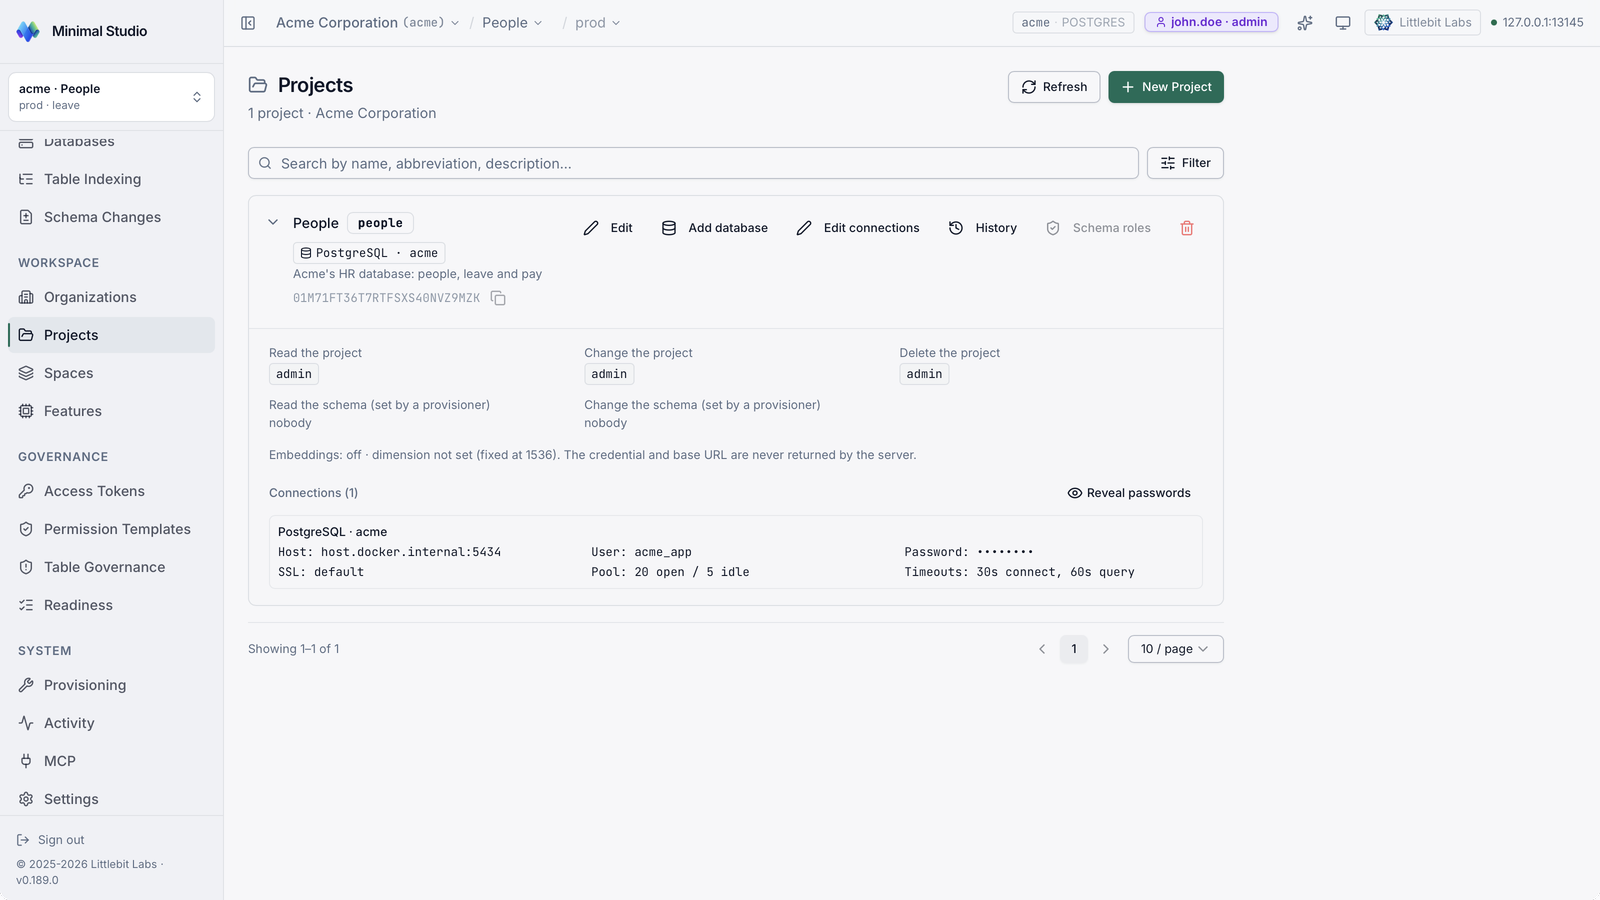 Minimal Studio
acme · People
prod · leave
Databases
Table Indexing
Schema Changes
WORKSPACE
Organizations
Projects
Spaces
Features
GOVERNANCE
Access Tokens
Permission Templates
Table Governance
Readiness
SYSTEM
Provisioning
Activity
MCP
Settings
Sign out
© 2025-2026 Littlebit Labs ·
v0.189.0
Acme Corporation (acme) / People / prod
acme · POSTGRES
john.doe · admin
Littlebit Labs
127.0.0.1:13145
Projects
1 project · Acme Corporation
Refresh
New Project
Search by name, abbreviation, description...
Filter
People people
Edit
Add database
Edit connections
History
Schema roles
PostgreSQL · acme
Acme's HR database: people, leave and pay
01M71FT36T7RTFSXS40NVZ9MZK
Read the project
admin
Change the project
admin
Delete the project
admin
Read the schema (set by a provisioner)
nobody
Change the schema (set by a provisioner)
nobody
Embeddings: off · dimension not set (fixed at 1536). The credential and base URL are never returned by the server.
Connections (1)
Reveal passwords
PostgreSQL · acme
Host: host.docker.internal:5434
User: acme_app
Password: ••••••••
SSL: default
Pool: 20 open / 5 idle
Timeouts: 30s connect, 60s query
Showing 1–1 of 1
1
10 / page